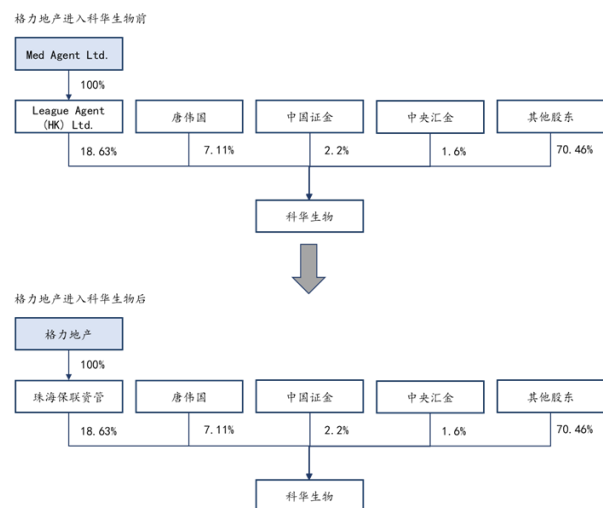 格力地产进入科华生物前
Med Agent Ltd.
100%
League Agent
(HK) Ltd.
唐伟国
中国证金
中央汇金
其他股东
18.63%
7.11%
2.2%
1.6%
70.46%
科华生物
格力地产进入科华生物后
格力地产
100%
珠海保联资管
唐伟国
中国证金
中央汇金
其他股东
18.63%
7.11%
2.2%
1.6%
70.46%
科华生物